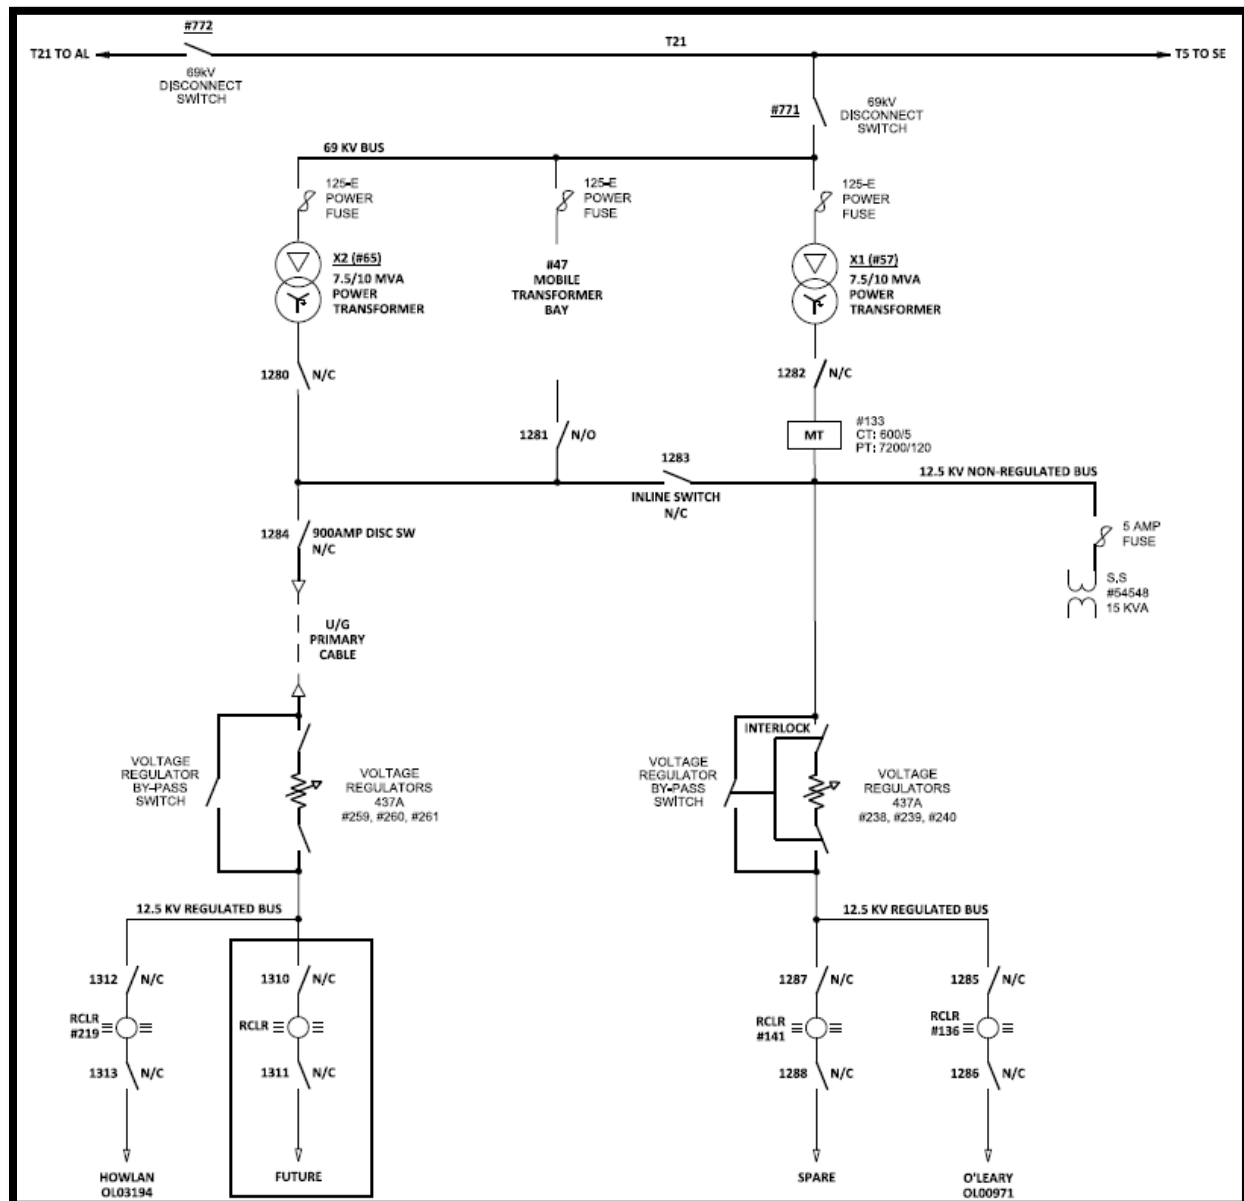 #772
T21 TO AL
T21
T5 TO SE
69kV
DISCONNECT
SWITCH
#771
69kV
DISCONNECT
SWITCH
69 KV BUS
125-E
POWER
FUSE
125-E
POWER
FUSE
125-E
POWER
FUSE
X2 (#65)
7.5/10 MVA
POWER
TRANSFORMER
#47
MOBILE
TRANSFORMER
BAY
X1 (#57)
7.5/10 MVA
POWER
TRANSFORMER
1280 N/C
1282 N/C
1281 N/O
MT
#133
CT: 600/5
PT: 7200/120
1283
INLINE SWITCH
N/C
12.5 KV NON-REGULATED BUS
1284 900AMP DISC SW
N/C
5 AMP
FUSE
S.S
#54548
15 KVA
U/G
PRIMARY
CABLE
VOLTAGE
REGULATOR
BY-PASS
SWITCH
VOLTAGE
REGULATORS
437A
#259, #260, #261
INTERLOCK
VOLTAGE
REGULATOR
BY-PASS
SWITCH
VOLTAGE
REGULATORS
437A
#238, #239, #240
12.5 KV REGULATED BUS
12.5 KV REGULATED BUS
1312 N/C
1310 N/C
1287 N/C
1285 N/C
RCLR
#219
RCLR
RCLR
#141
RCLR
#136
1313 N/C
1311 N/C
1288 N/C
1286 N/C
HOWLAN
OL03194
FUTURE
SPARE
O'LEARY
OL00971